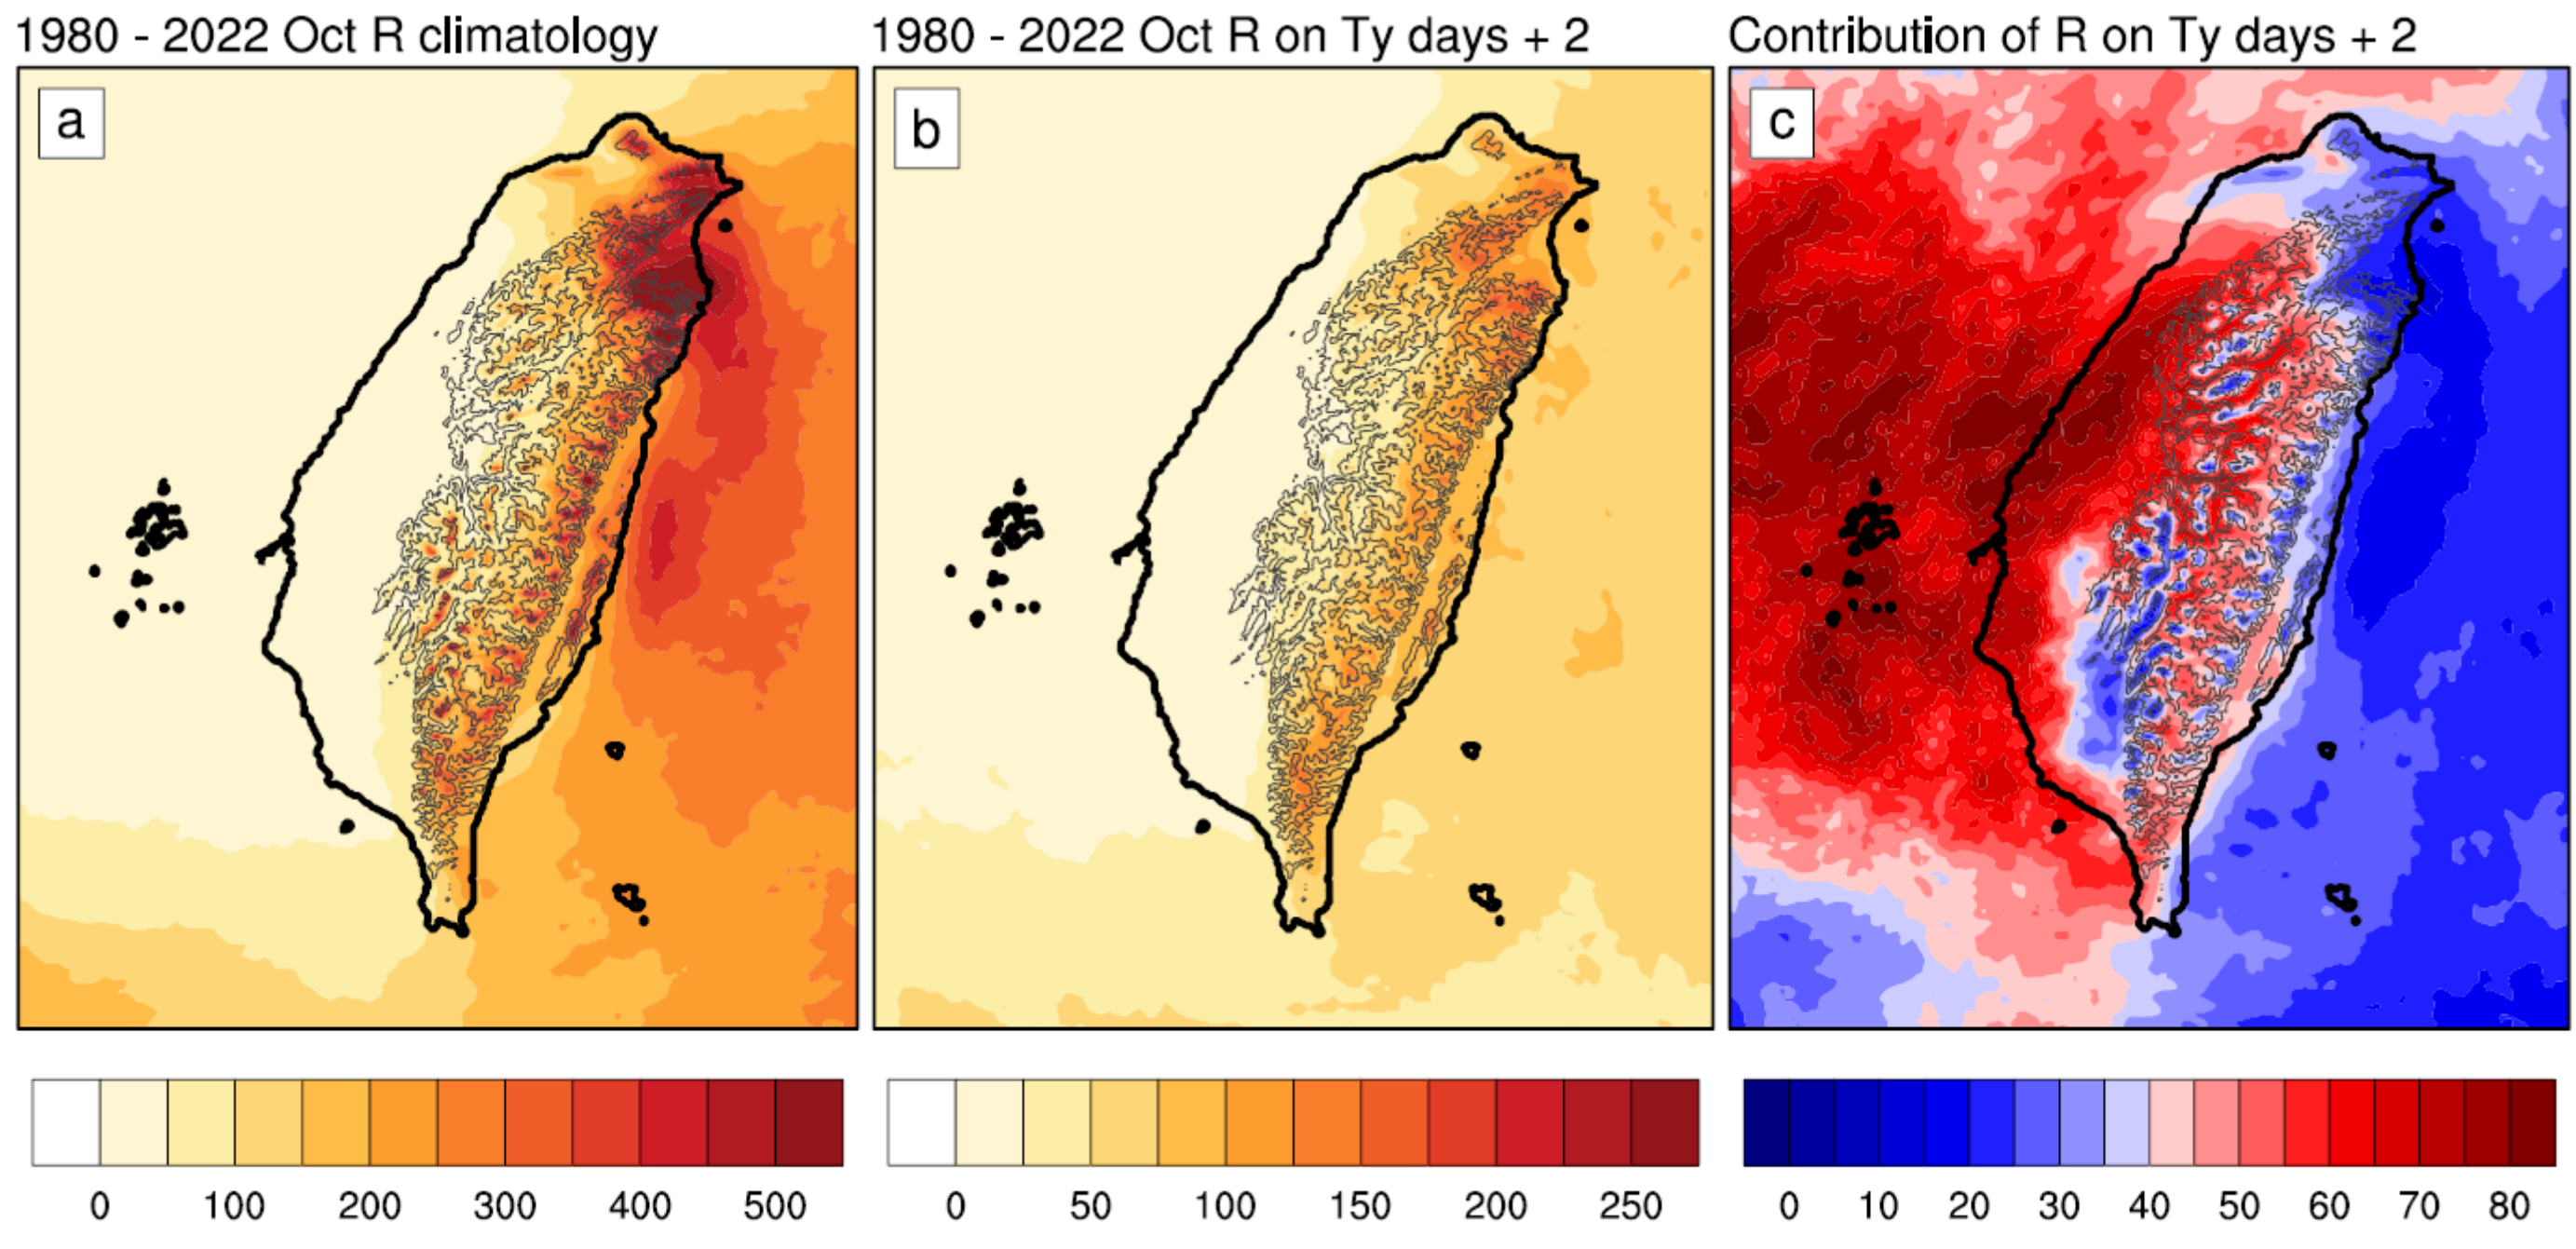 1980 - 2022 Oct R climatology
1980 - 2022 Oct R on Ty days + 2
Contribution of R on Ty days + 2
a
b
c
0 100 200 300 400 500
0 50 100 150 200 250
0 10 20 30 40 50 60 70 80